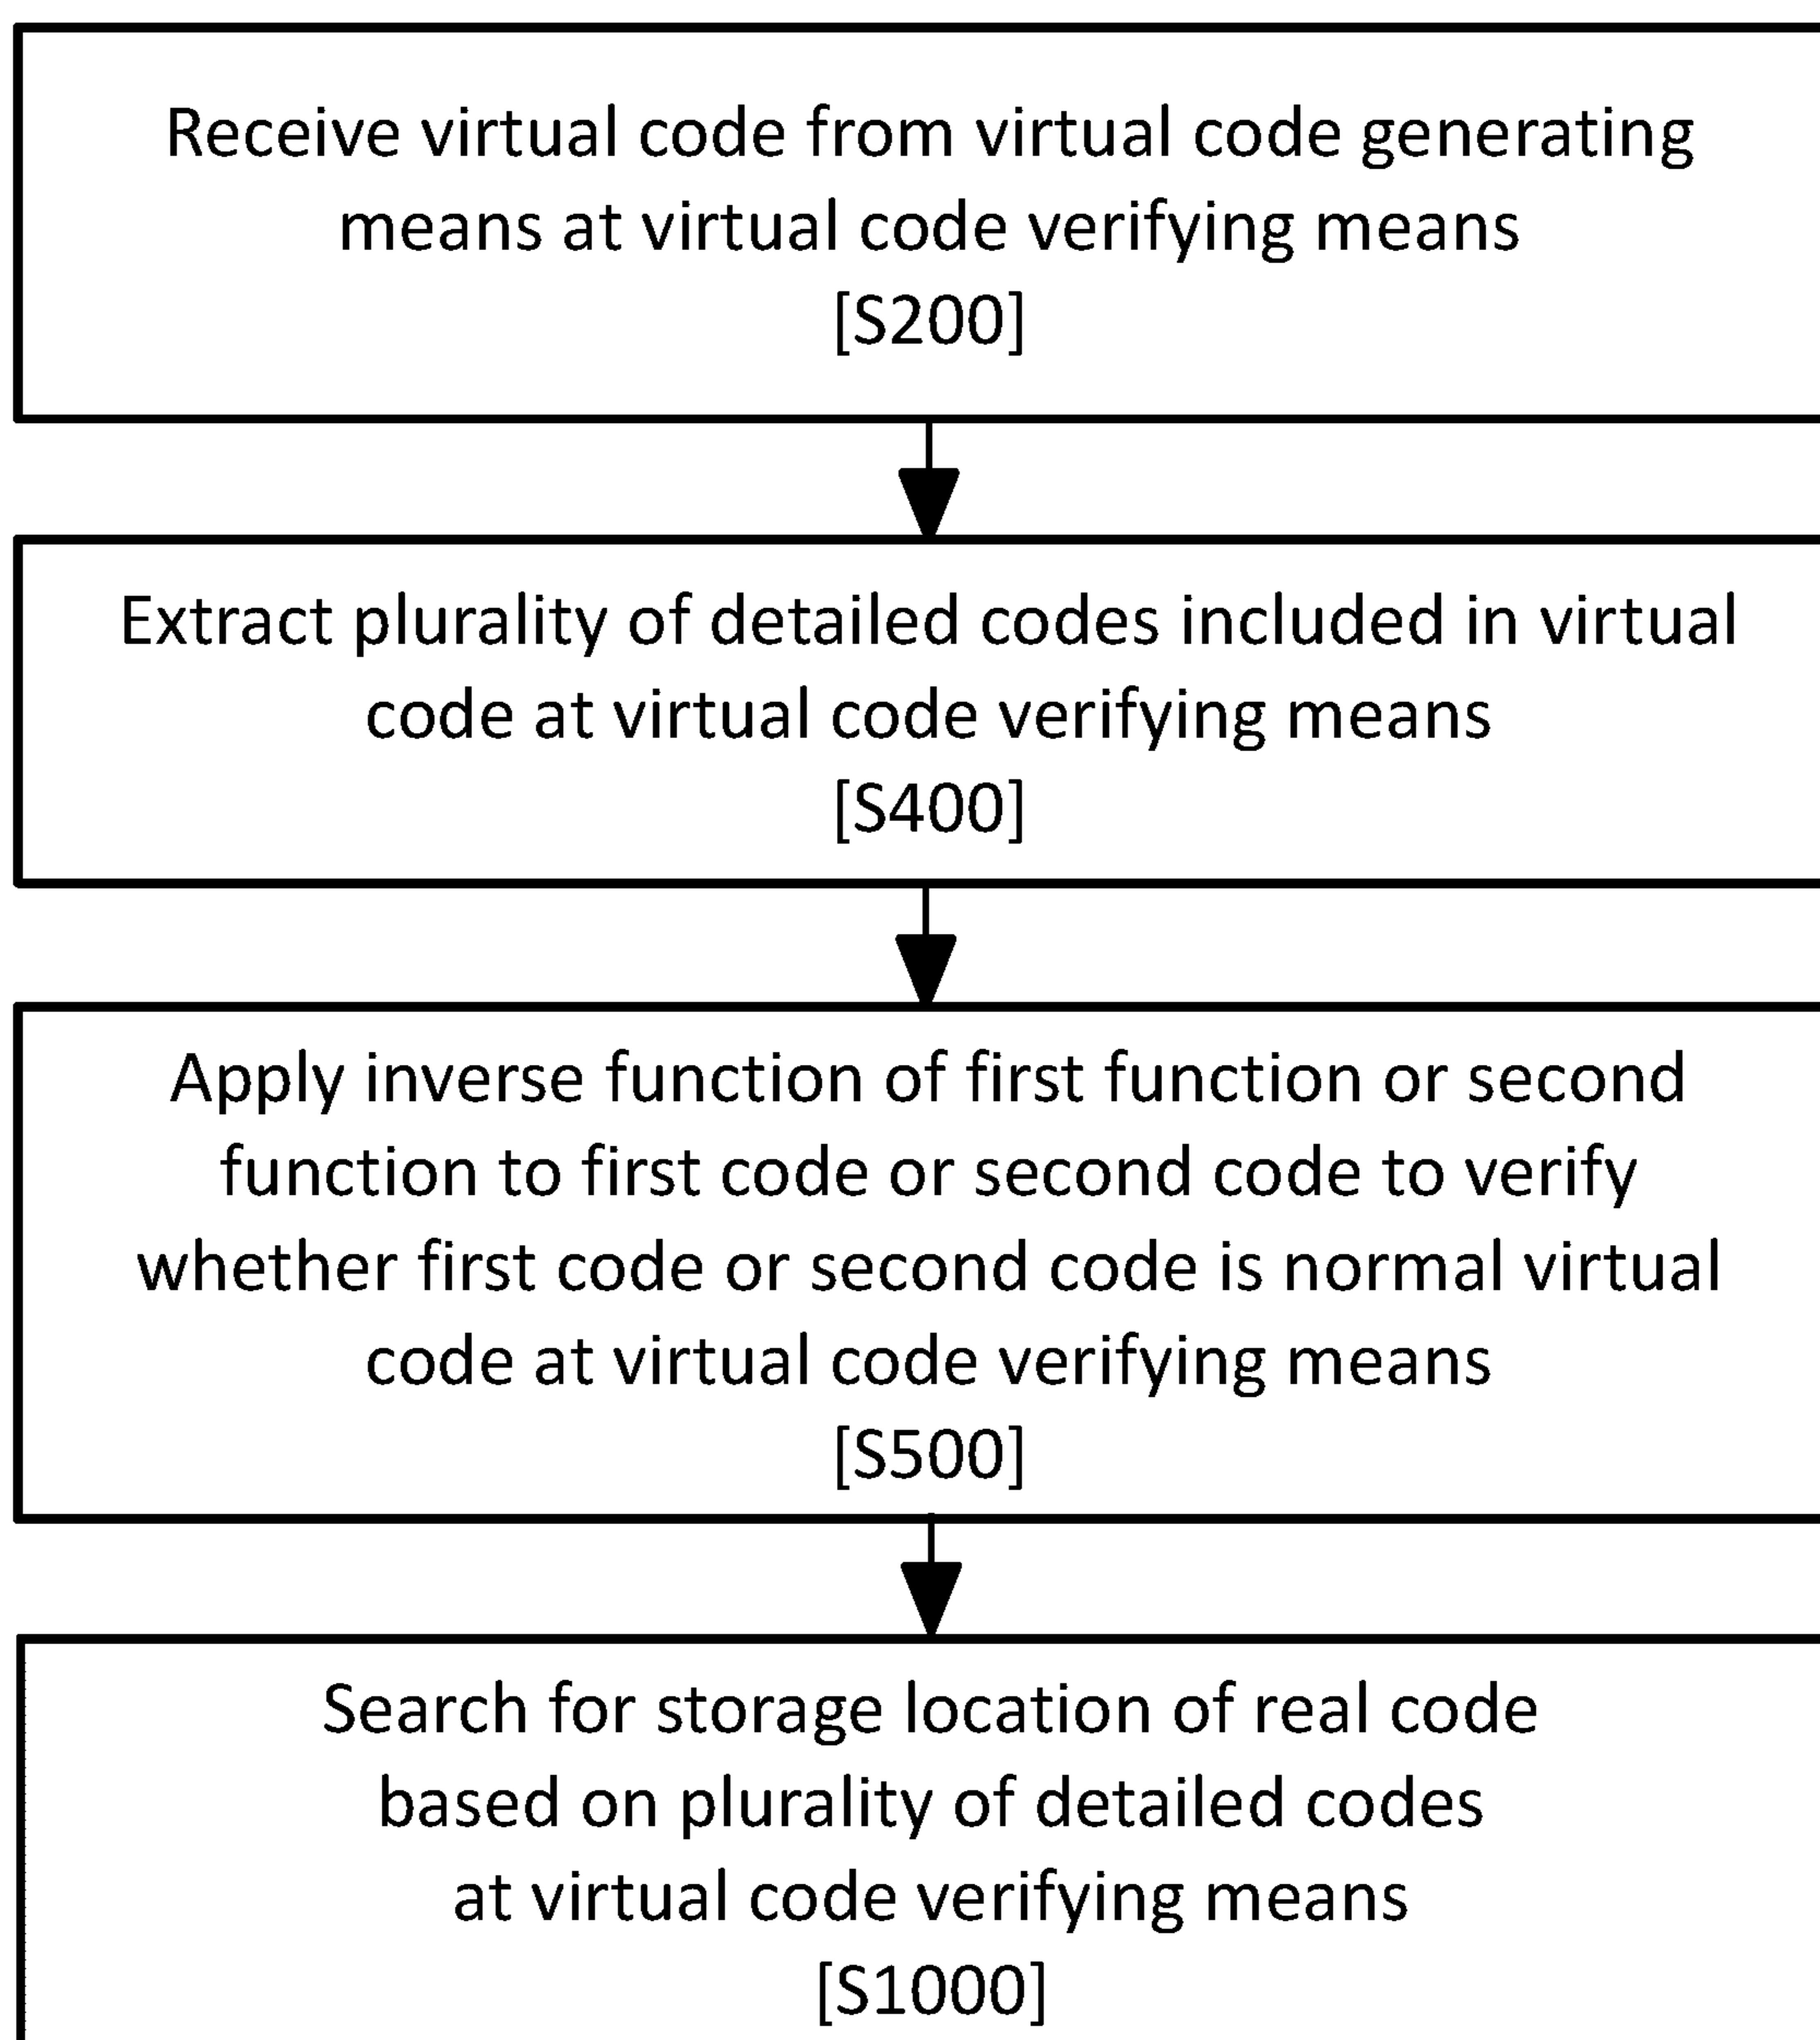 Receive virtual code from virtual code generating
means at virtual code verifying means
[S200]
Extract plurality of detailed codes included in virtual
code at virtual code verifying means
[S400]
Apply inverse function of first function or second
function to first code or second code to verify
whether first code or second code is normal virtual
code at virtual code verifying means
[S500]
Search for storage location of real code
based on plurality of detailed codes
at virtual code verifying means
[S1000]